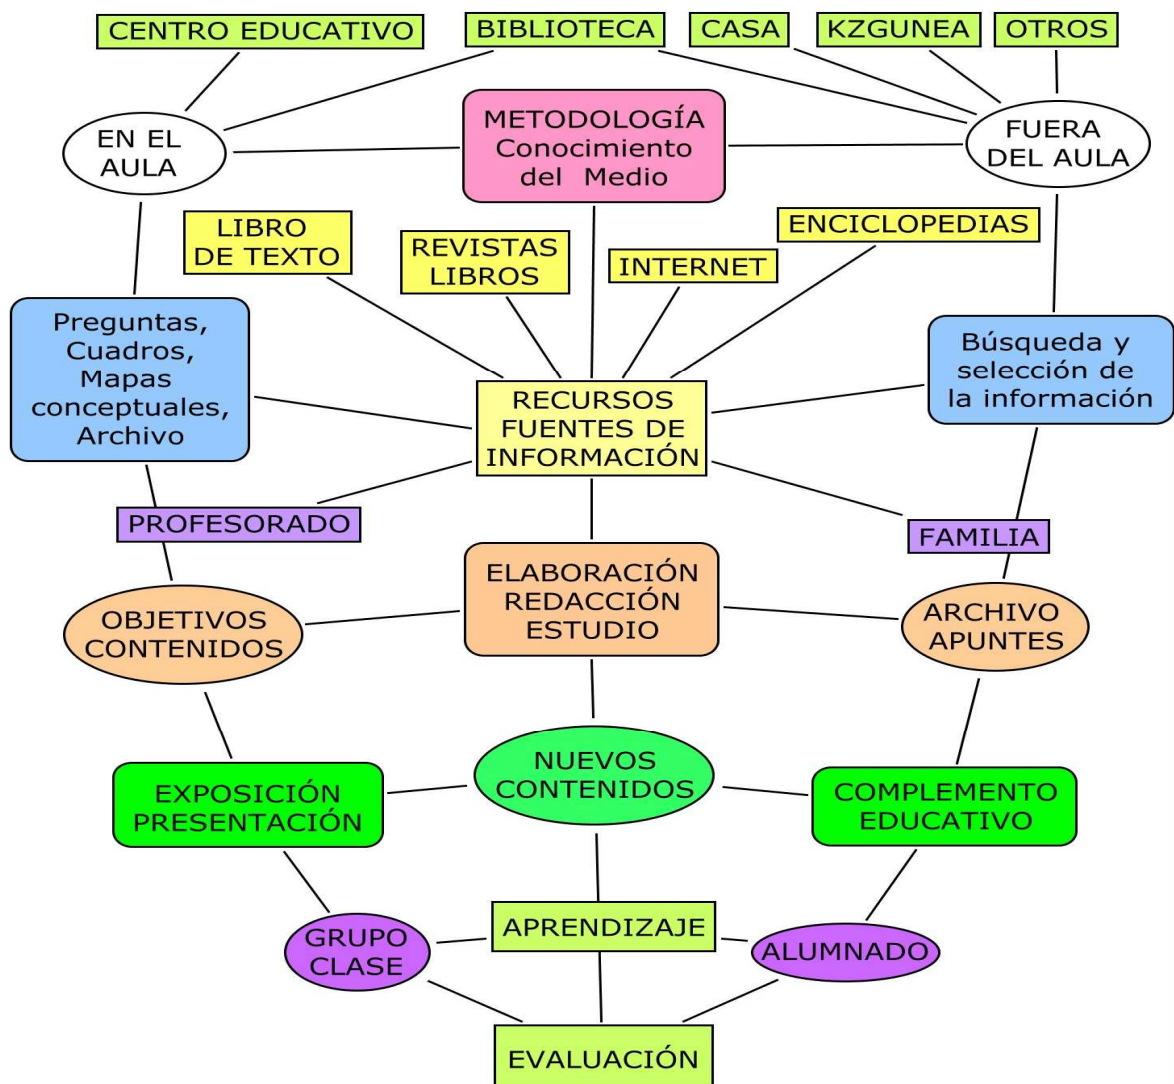 CENTRO EDUCATIVO
BIBLIOTECA
CASA
KZGUNEA
OTROS
EN EL
AULA
METODOLOGÍA
Conocimiento
del Medio
FUERA
DEL AULA
LIBRO
DE TEXTO
REVISTAS
LIBROS
INTERNET
ENCICLOPEDIAS
Preguntas,
Cuadros,
Mapas
conceptuales,
Archivo
RECURSOS
FUENTES DE
INFORMACIÓN
Búsqueda y
selección de
la información
PROFESORADO
FAMILIA
OBJETIVOS
CONTENIDOS
ELABORACIÓN
REDACCIÓN
ESTUDIO
ARCHIVO
APUNTES
EXPOSICIÓN
PRESENTACIÓN
NUEVOS
CONTENIDOS
COMPLEMENTO
EDUCATIVO
GRUPO
CLASE
APRENDIZAJE
ALUMNADO
EVALUACIÓN